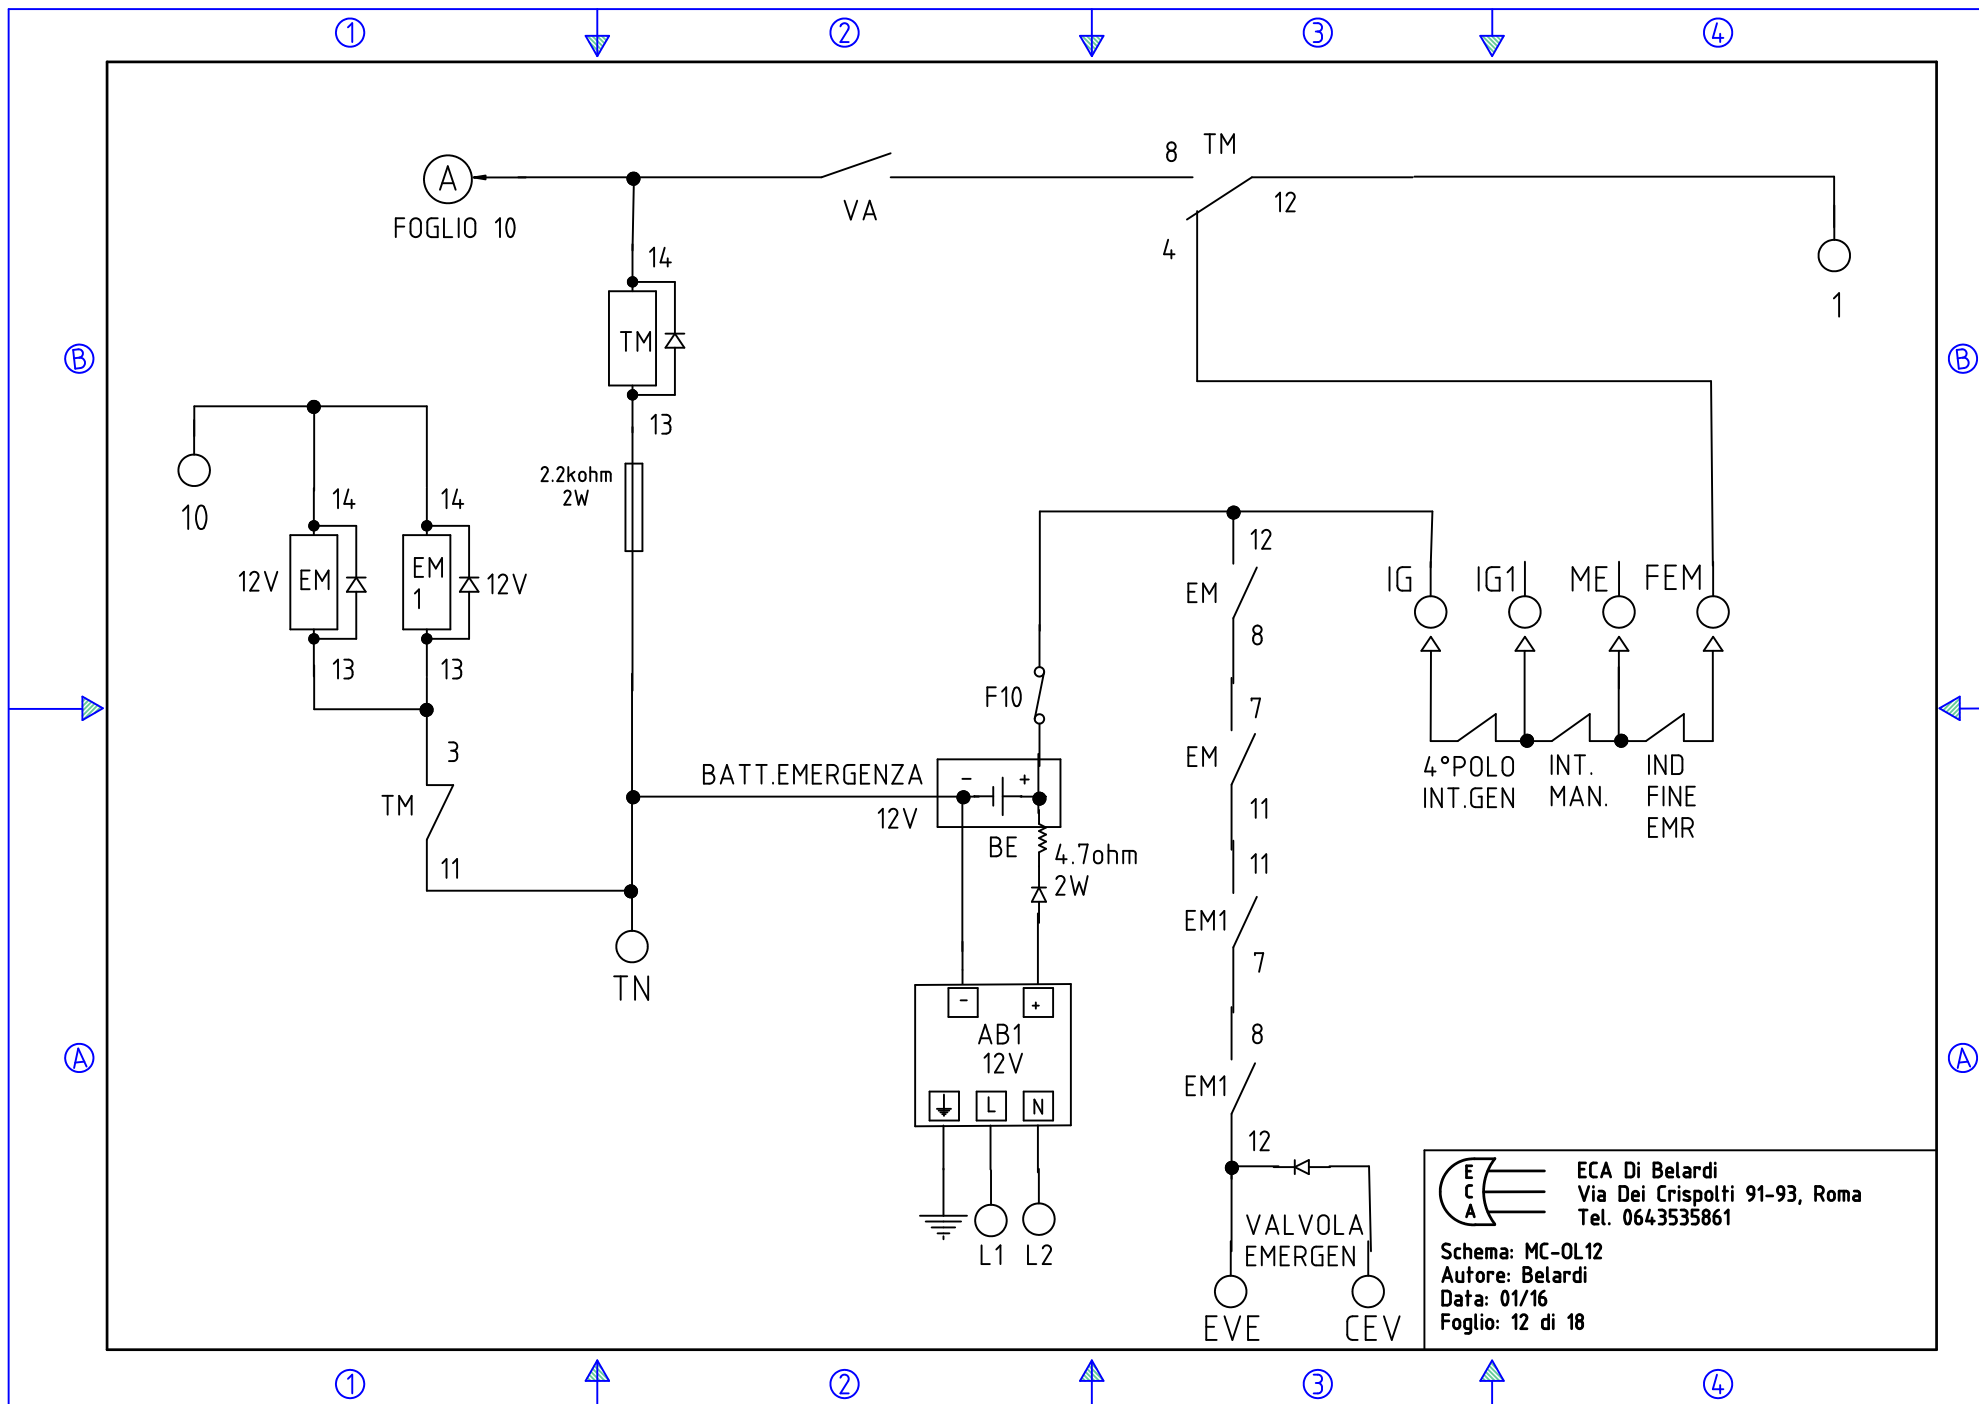 1 2 3 4
8 TM
A
VA 12
FOGLIO 10
4
14
1
TM
B B
13
2.2kohm
2W
10
14 14
12V EM EM 1 12V
13 13
12
EM
8
IG IG1 ME FEM
F10
7
3
EM
4°POLO INT. IND
INT.GEN MAN. FINE
EMR
BATT.EMERGENZA - +
TM
12V
11
BE 4.7ohm
2W
11
11
EM1
7
TN
- +
AB1
12V
8
A A
EM1
L N
12
VALVOLA
EMERGEN
L1 L2
EVE CEV
E
C
A
ECA Di Belardi
Via Dei Crispolti 91-93, Roma
Tel. 0643535861
Schema: MC-OL12
Autore: Belardi
Data: 01/16
Foglio: 12 di 18
1 2 3 4